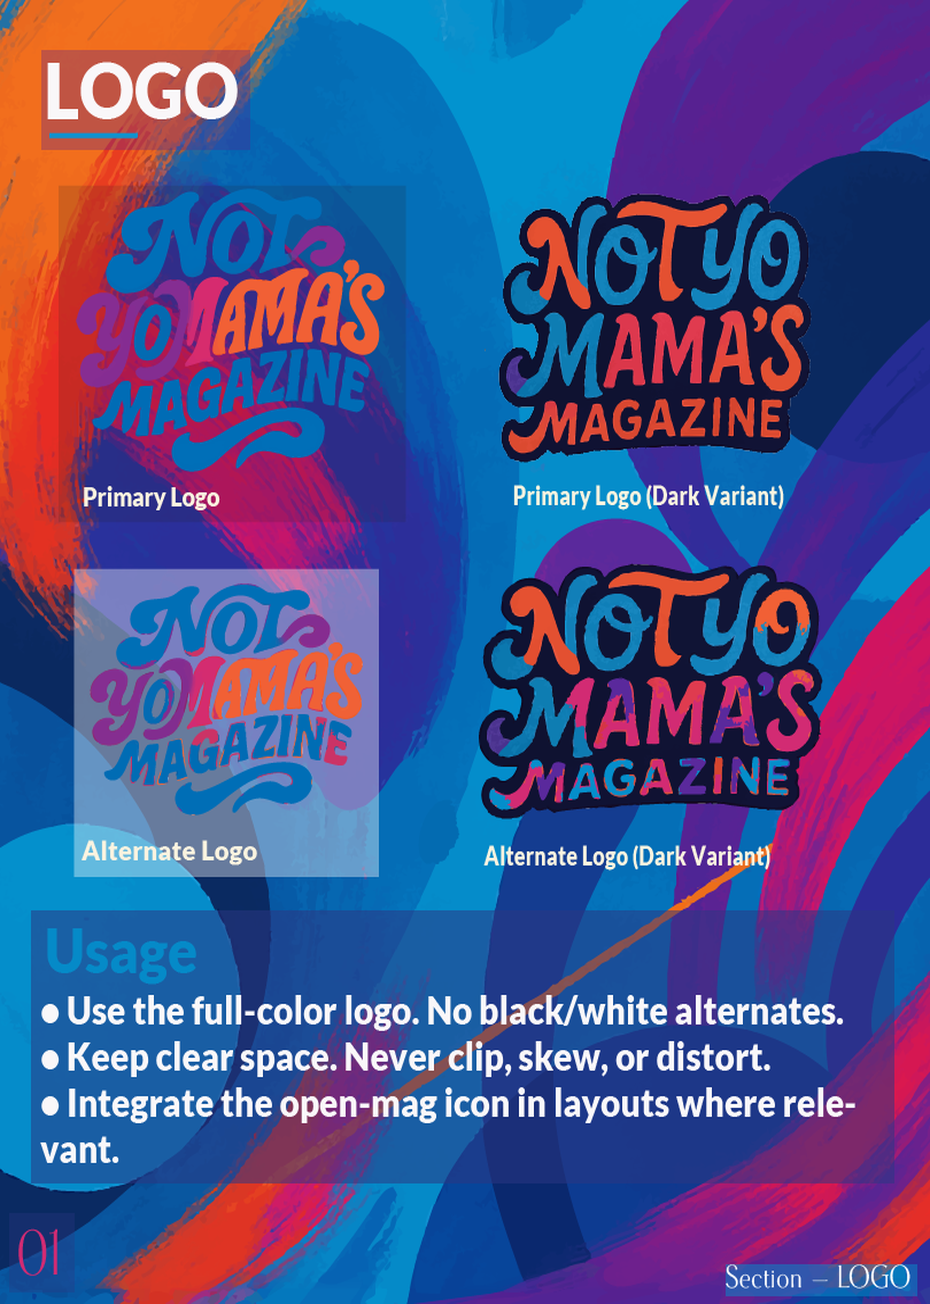 LOGO
NOT
YO MAMA'S
MAGAZINE
Primary Logo
NOT YO
MAMA'S
MAGAZINE
Primary Logo (Dark Variant)
NOT
YO MAMA'S
MAGAZINE
Alternate Logo
NOT YO
MAMA'S
MAGAZINE
Alternate Logo (Dark Variant)
Usage
● Use the full-color logo. No black/white alternates.
● Keep clear space. Never clip, skew, or distort.
● Integrate the open-mag icon in layouts where rele-
vant.
01
Section – LOGO